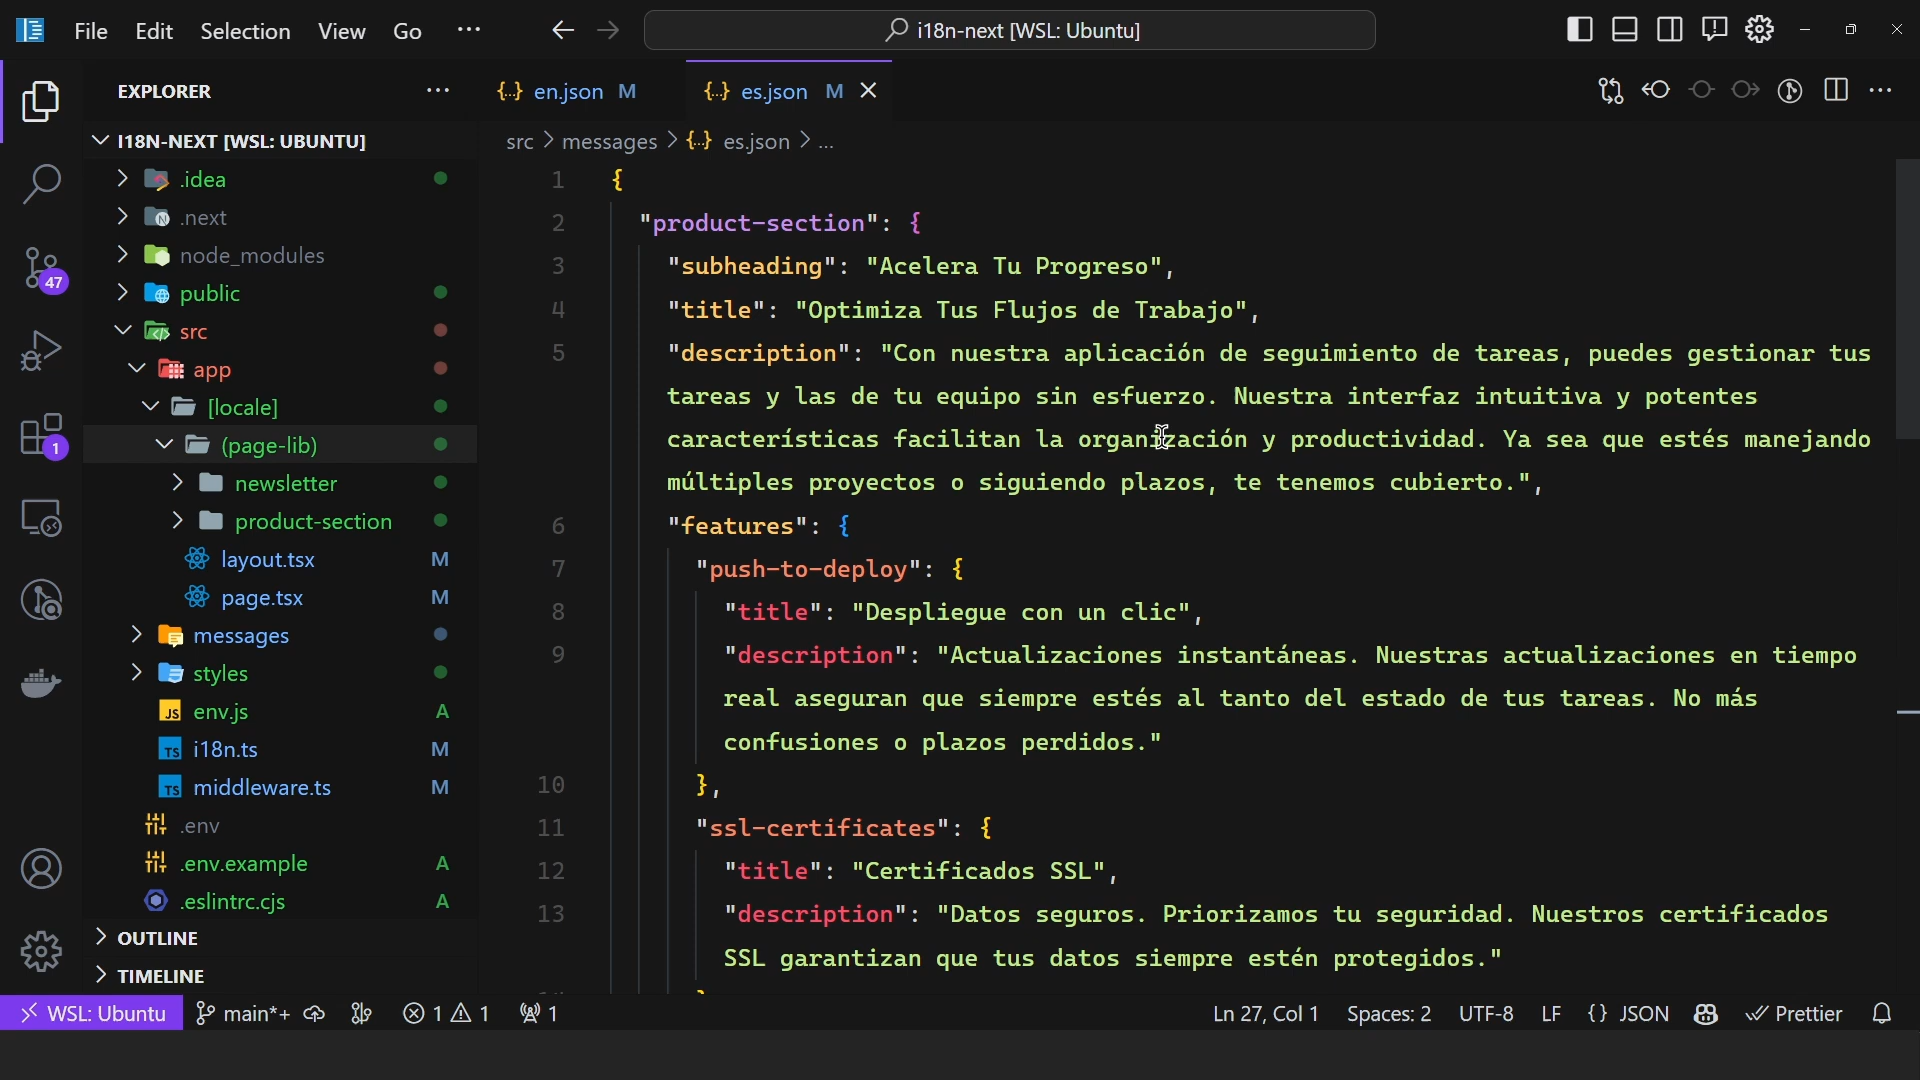 File Edit Selection View Go ··· i18n-next [WSL: Ubuntu]
EXPLORER ···
I18N-NEXT [WSL: UBUNTU]
.idea
.next
node_modules
public
src
app
[locale]
(page-lib)
newsletter
product-section
layout.tsx M
page.tsx M
messages
styles
env.js A
i18n.ts M
middleware.ts M
.env
.env.example A
.eslintrc.cjs A
OUTLINE
TIMELINE
47
1
{...} en.json M {...} es.json M
src > messages > {...} es.json > ...
1 {
2 "product-section": {
3 "subheading": "Acelera Tu Progreso",
4 "title": "Optimiza Tus Flujos de Trabajo",
5 "description": "Con nuestra aplicación de seguimiento de tareas, puedes gestionar tus
tareas y las de tu equipo sin esfuerzo. Nuestra interfaz intuitiva y potentes
características facilitan la organización y productividad. Ya sea que estés manejando
múltiples proyectos o siguiendo plazos, te tenemos cubierto.",
6 "features": {
7 "push-to-deploy": {
8 "title": "Despliegue con un clic",
9 "description": "Actualizaciones instantáneas. Nuestras actualizaciones en tiempo
real aseguran que siempre estés al tanto del estado de tus tareas. No más
confusiones o plazos perdidos."
10 },
11 "ssl-certificates": {
12 "title": "Certificados SSL",
13 "description": "Datos seguros. Priorizamos tu seguridad. Nuestros certificados
SSL garantizan que tus datos siempre estén protegidos."
WSL: Ubuntu main*+ 1 1 1 Ln 27, Col 1 Spaces: 2 UTF-8 LF {} JSON Prettier